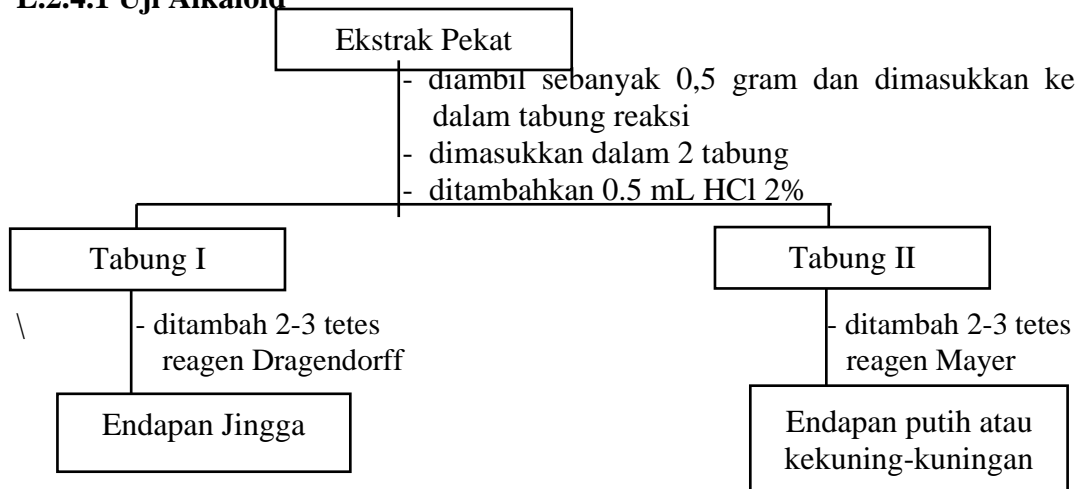 L.2.4.1 Uji Alkaloid
Ekstrak Pekat
- diambil sebanyak 0,5 gram dan dimasukkan ke
dalam tabung reaksi
- dimasukkan dalam 2 tabung
- ditambahkan 0.5 mL HCl 2%
Tabung I
Tabung II
\
- ditambah 2-3 tetes
reagen Dragendorff
- ditambah 2-3 tetes
reagen Mayer
Endapan Jingga
Endapan putih atau
kekuning-kuningan